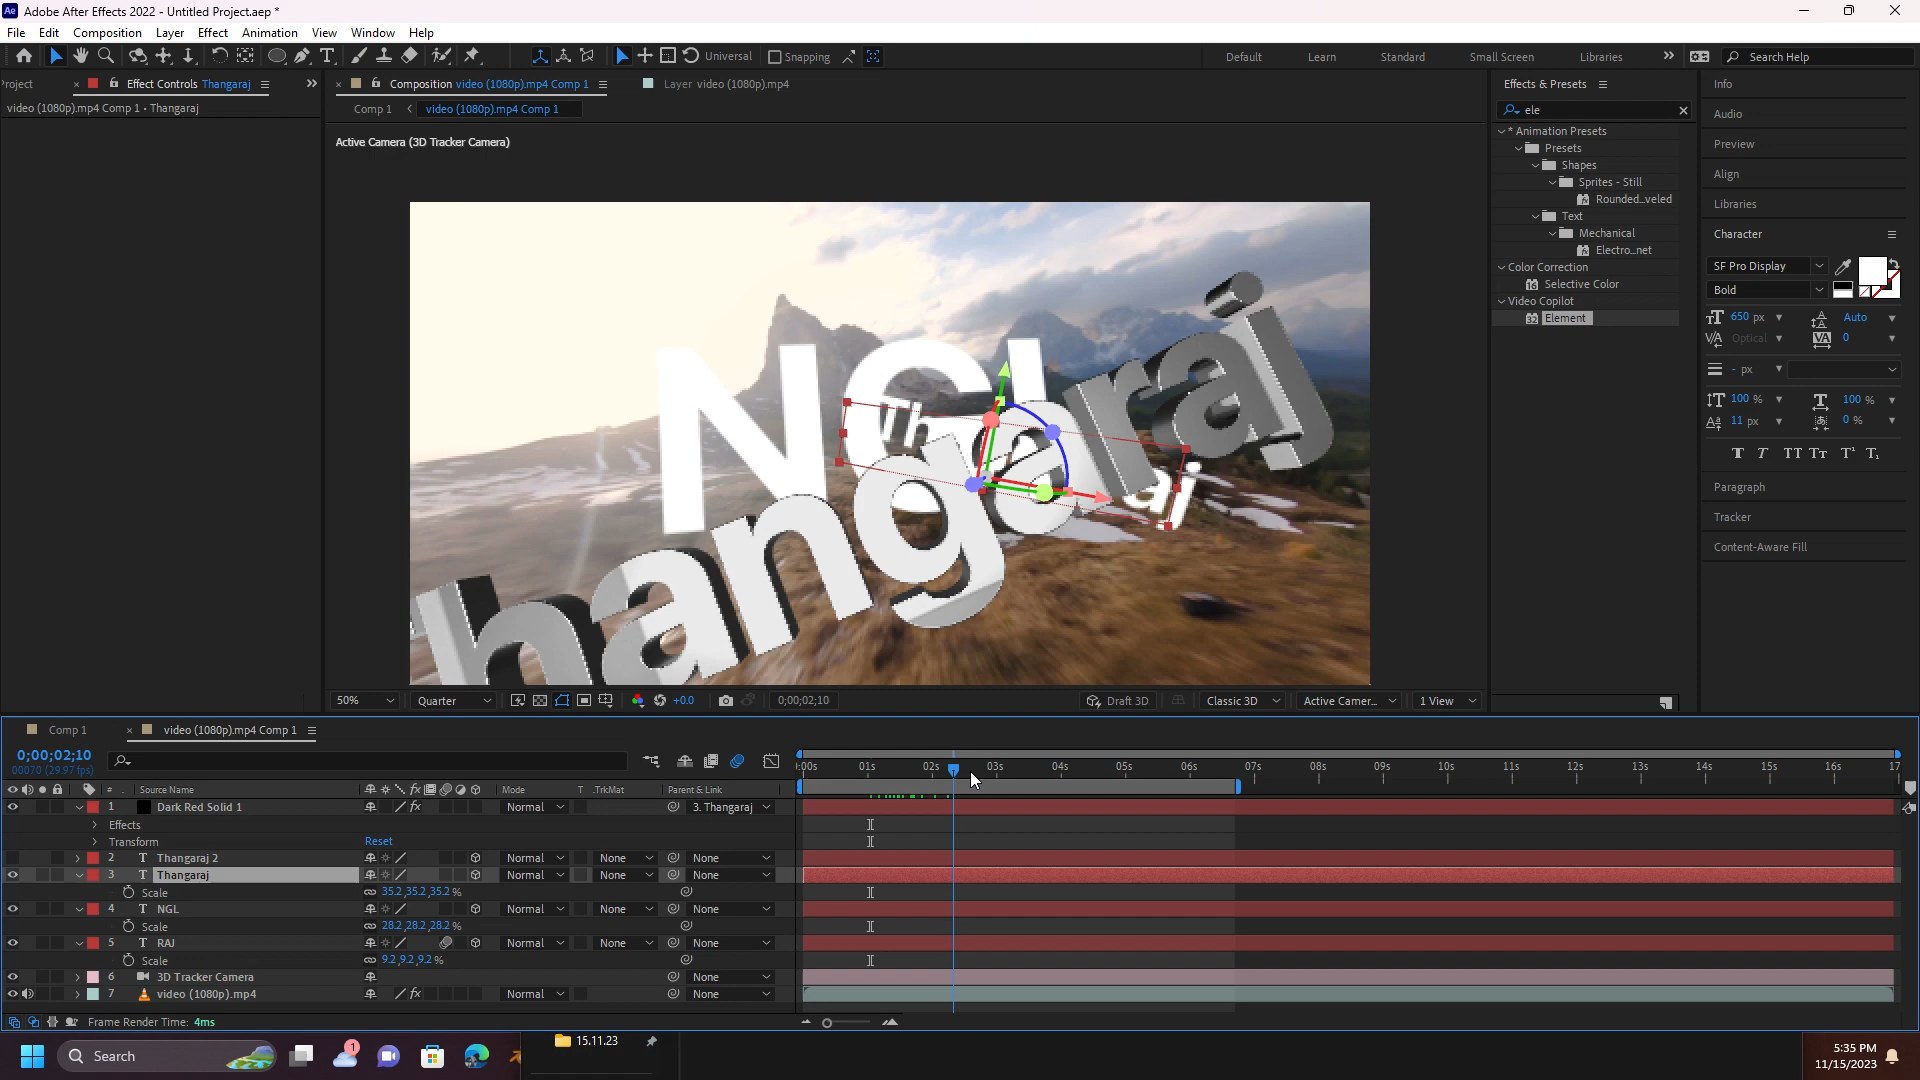 Adobe After Effects 2022 - Untitled Project.aep *
File Edit Composition Layer Effect Animation View Window Help
Universal Snapping Default Learn Standard Small Screen Libraries Search Help
roject Effect Controls Thangaraj
video (1080p).mp4 Comp 1 • Thangaraj
Composition video (1080p).mp4 Comp 1
Layer video (1080p).mp4
Comp 1 video (1080p).mp4 Comp 1
Active Camera (3D Tracker Camera)
NGL
hangaraj
Th
aj
50% Quarter +0.0 0;00;02;10 Draft 3D Classic 3D Active Camer... 1 View
Effects & Presets
ele
* Animation Presets
Presets
Shapes
Sprites - Still
Rounded...veled
Text
Mechanical
Electro...net
Color Correction
Selective Color
Video Copilot
Element
Info
Audio
Preview
Align
Libraries
Character
SF Pro Display
Bold
650 px Auto
Optical 0
- px
100 % 100 %
11 px 0 %
T T TT Tт T¹ T₁
Paragraph
Tracker
Content-Aware Fill
Comp 1 video (1080p).mp4 Comp 1
0;00;02;10
00070 (29.97 fps)
:00s 01s 02s 03s 04s 05s 06s 07s 08s 09s 10s 11s 12s 13s 14s 15s 16s 17
# Source Name Mode T .TrkMat Parent & Link
1 Dark Red Solid 1 Normal 3. Thangaraj
Effects
Transform Reset
2 Thangaraj 2 Normal None None
3 Thangaraj Normal None None
Scale 35.2,35.2,35.2 %
4 NGL Normal None None
Scale 28.2,28.2,28.2 %
5 RAJ Normal None None
Scale 9.2,9.2,9.2 %
6 3D Tracker Camera None
7 video (1080p).mp4 Normal None
Frame Render Time: 4ms
Search
1
15.11.23
5:35 PM
11/15/2023